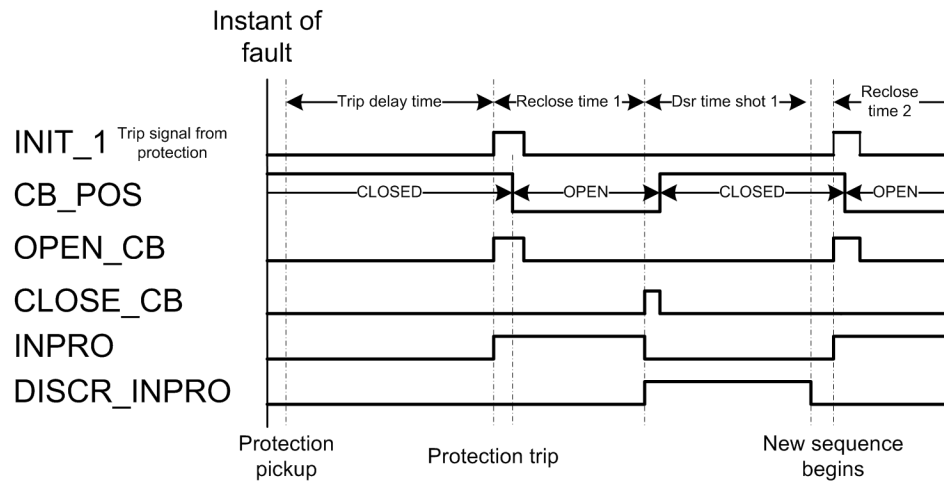 Instant of
fault
Trip delay time
Reclose time 1
Dsr time shot 1
Reclose
time 2
INIT_1
Trip signal from
protection
CB_POS
CLOSED
OPEN
CLOSED
OPEN
OPEN_CB
CLOSE_CB
INPRO
DISCR_INPRO
Protection
pickup
Protection trip
New sequence
begins